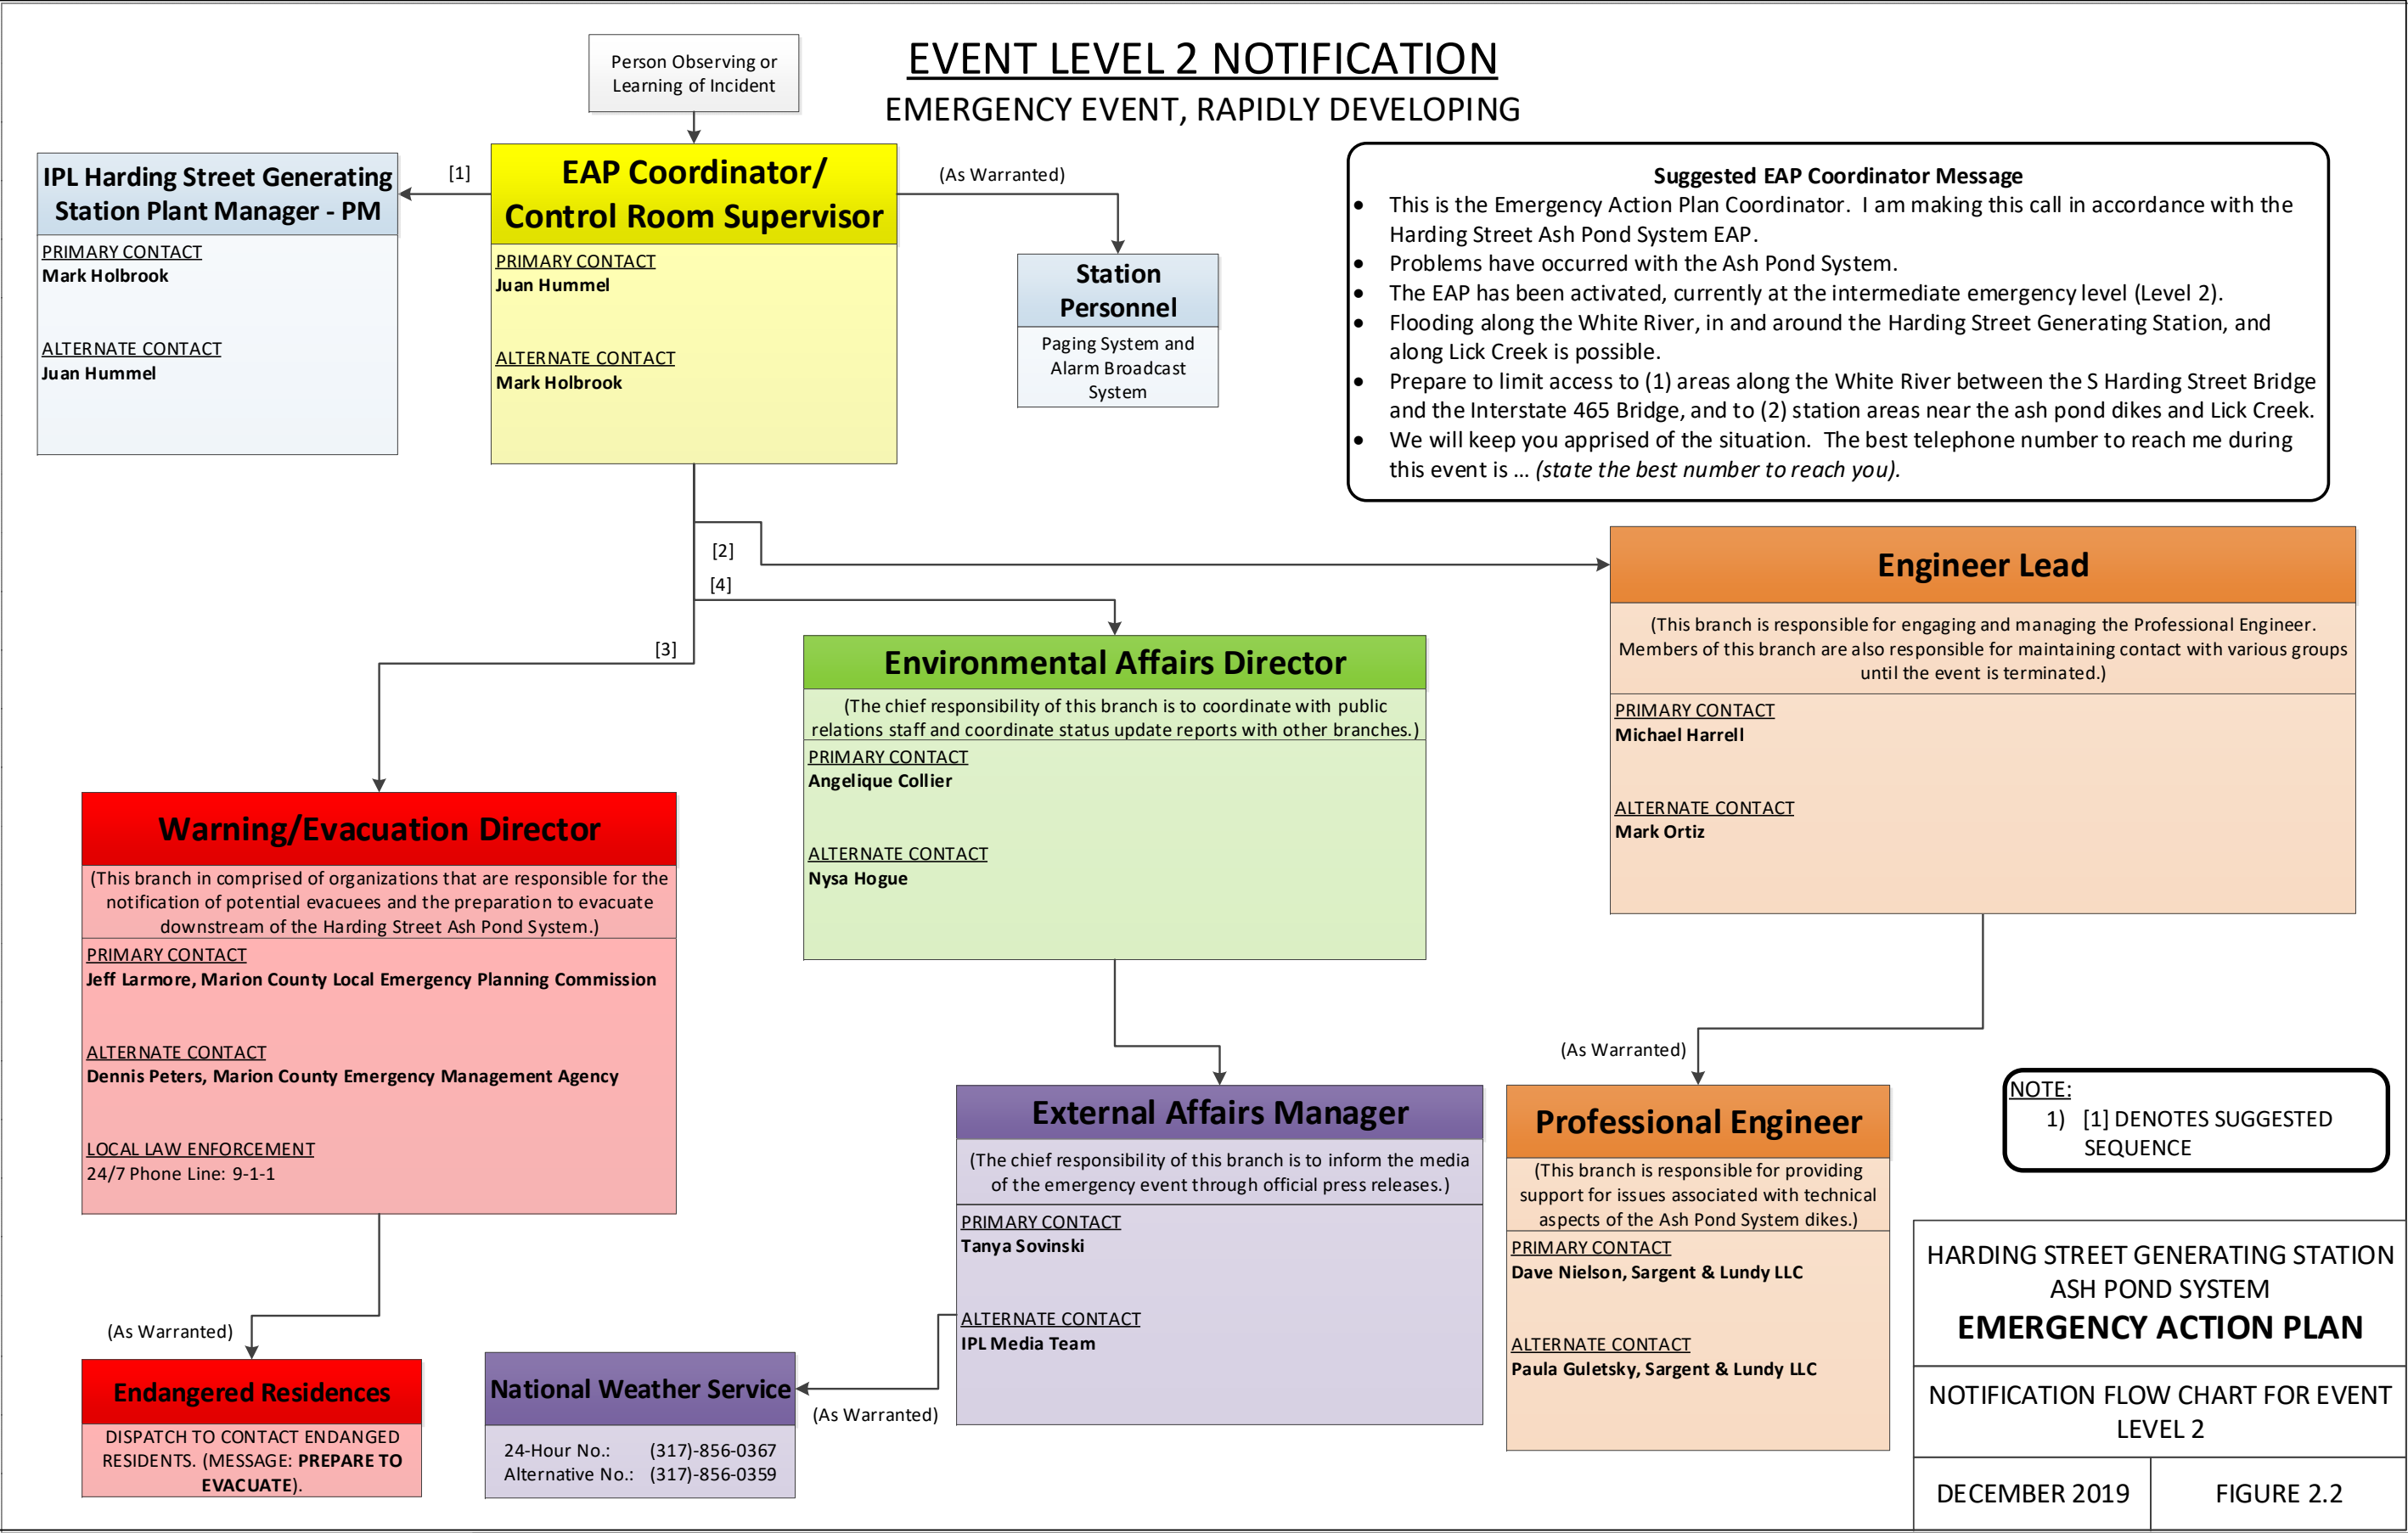 EVENT LEVEL 2 NOTIFICATION
EMERGENCY EVENT, RAPIDLY DEVELOPING
Person Observing or
Learning of Incident
IPL Harding Street Generating
Station Plant Manager - PM
PRIMARY CONTACT
Mark Holbrook
ALTERNATE CONTACT
Juan Hummel
[1]
EAP Coordinator/
Control Room Supervisor
PRIMARY CONTACT
Juan Hummel
ALTERNATE CONTACT
Mark Holbrook
(As Warranted)
Station
Personnel
Paging System and
Alarm Broadcast
System
Suggested EAP Coordinator Message
• This is the Emergency Action Plan Coordinator. I am making this call in accordance with the
Harding Street Ash Pond System EAP.
• Problems have occurred with the Ash Pond System.
• The EAP has been activated, currently at the intermediate emergency level (Level 2).
• Flooding along the White River, in and around the Harding Street Generating Station, and
along Lick Creek is possible.
• Prepare to limit access to (1) areas along the White River between the S Harding Street Bridge
and the Interstate 465 Bridge, and to (2) station areas near the ash pond dikes and Lick Creek.
• We will keep you apprised of the situation. The best telephone number to reach me during
this event is ... (state the best number to reach you).
[2]
[4]
[3]
Engineer Lead
(This branch is responsible for engaging and managing the Professional Engineer.
Members of this branch are also responsible for maintaining contact with various groups
until the event is terminated.)
PRIMARY CONTACT
Michael Harrell
ALTERNATE CONTACT
Mark Ortiz
Environmental Affairs Director
(The chief responsibility of this branch is to coordinate with public
relations staff and coordinate status update reports with other branches.)
PRIMARY CONTACT
Angelique Collier
ALTERNATE CONTACT
Nysa Hogue
Warning/Evacuation Director
(This branch in comprised of organizations that are responsible for the
notification of potential evacuees and the preparation to evacuate
downstream of the Harding Street Ash Pond System.)
PRIMARY CONTACT
Jeff Larmore, Marion County Local Emergency Planning Commission
ALTERNATE CONTACT
Dennis Peters, Marion County Emergency Management Agency
LOCAL LAW ENFORCEMENT
24/7 Phone Line: 9-1-1
(As Warranted)
Endangered Residences
DISPATCH TO CONTACT ENDANGED
RESIDENTS. (MESSAGE: PREPARE TO
EVACUATE).
External Affairs Manager
(The chief responsibility of this branch is to inform the media
of the emergency event through official press releases.)
PRIMARY CONTACT
Tanya Sovinski
ALTERNATE CONTACT
IPL Media Team
(As Warranted)
National Weather Service
24-Hour No.: (317)-856-0367
Alternative No.: (317)-856-0359
(As Warranted)
Professional Engineer
(This branch is responsible for providing
support for issues associated with technical
aspects of the Ash Pond System dikes.)
PRIMARY CONTACT
Dave Nielson, Sargent & Lundy LLC
ALTERNATE CONTACT
Paula Guletsky, Sargent & Lundy LLC
NOTE:
1) [1] DENOTES SUGGESTED
SEQUENCE
HARDING STREET GENERATING STATION
ASH POND SYSTEM
EMERGENCY ACTION PLAN
NOTIFICATION FLOW CHART FOR EVENT
LEVEL 2
DECEMBER 2019
FIGURE 2.2